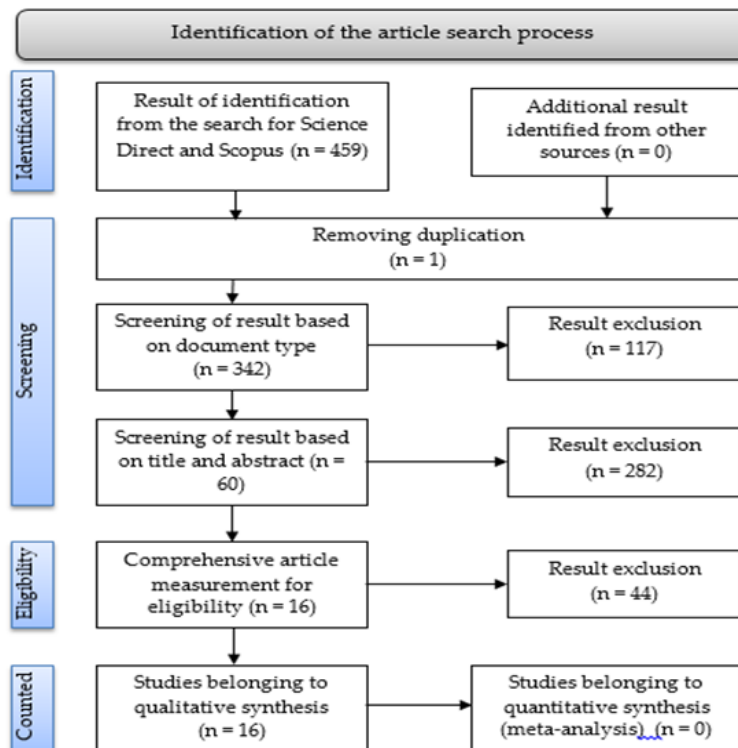 Identification of the article search process
Identification
Result of identification
from the search for Science
Direct and Scopus (n = 459)
Additional result
identified from other
sources (n = 0)
Screening
Removing duplication
(n = 1)
Screening of result based
on document type
(n = 342)
Result exclusion
(n = 117)
Screening of result based
on title and abstract (n =
60)
Result exclusion
(n = 282)
Eligibility
Comprehensive article
measurement for
eligibility (n = 16)
Result exclusion
(n = 44)
Counted
Studies belonging to
qualitative synthesis
(n = 16)
Studies belonging to
quantitative synthesis
(meta-analysis) (n = 0)